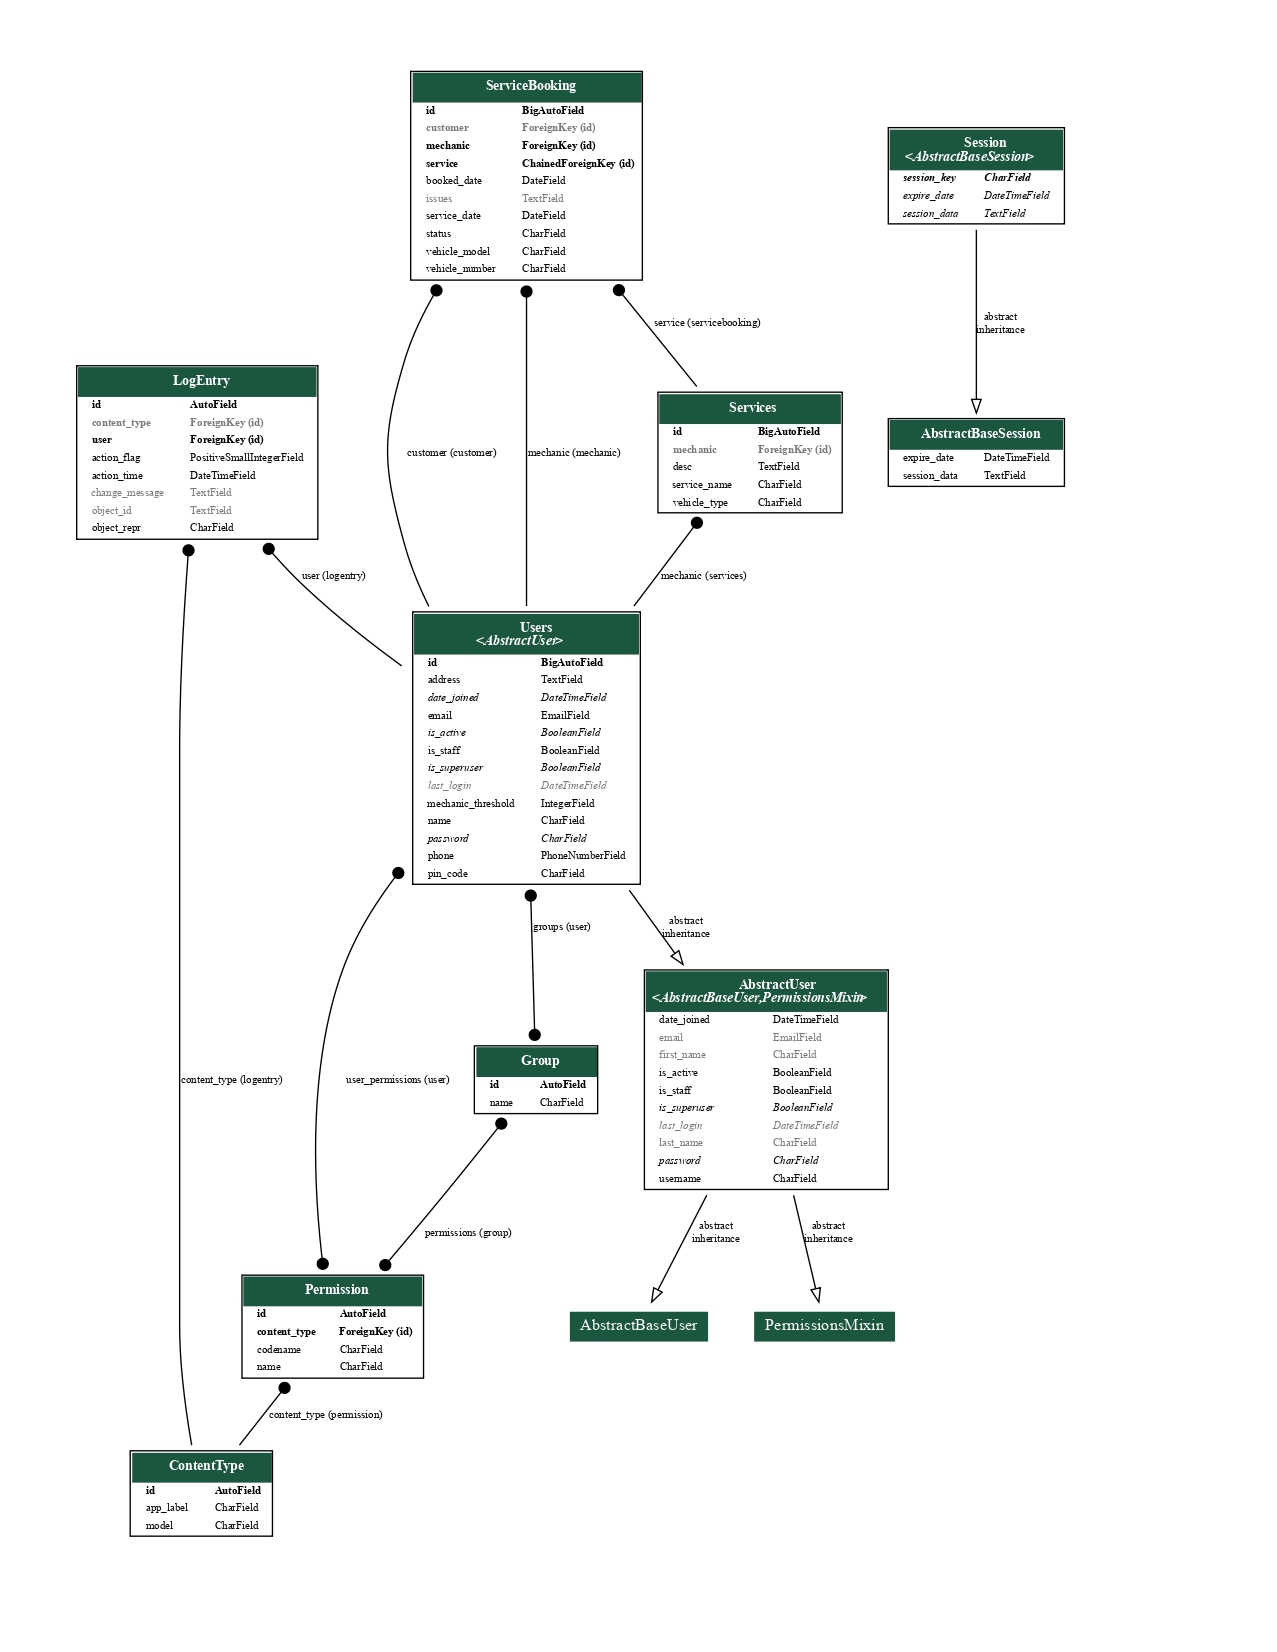 ServiceBooking
id BigAutoField
customer ForeignKey (id)
mechanic ForeignKey (id)
service ChainedForeignKey (id)
booked_date DateField
issues TextField
service_date DateField
status CharField
vehicle_model CharField
vehicle_number CharField
Session
<AbstractBaseSession>
session_key CharField
expire_date DateTimeField
session_data TextField
service (servicebooking)
abstract
inheritance
LogEntry
id AutoField
content_type ForeignKey (id)
user ForeignKey (id)
action_flag PositiveSmallIntegerField
action_time DateTimeField
change_message TextField
object_id TextField
object_repr CharField
customer (customer)
mechanic (mechanic)
Services
id BigAutoField
mechanic ForeignKey (id)
desc TextField
service_name CharField
vehicle_type CharField
AbstractBaseSession
expire_date DateTimeField
session_data TextField
user (logentry)
mechanic (services)
Users
<AbstractUser>
id BigAutoField
address TextField
date_joined DateTimeField
email EmailField
is_active BooleanField
is_staff BooleanField
is_superuser BooleanField
last_login DateTimeField
mechanic_threshold IntegerField
name CharField
password CharField
phone PhoneNumberField
pin_code CharField
groups (user)
abstract
inheritance
AbstractUser
<AbstractBaseUser,PermissionsMixin>
date_joined DateTimeField
email EmailField
first_name CharField
is_active BooleanField
is_staff BooleanField
is_superuser BooleanField
last_login DateTimeField
last_name CharField
password CharField
username CharField
content_type (logentry)
user_permissions (user)
Group
id AutoField
name CharField
permissions (group)
abstract
inheritance
abstract
inheritance
Permission
id AutoField
content_type ForeignKey (id)
codename CharField
name CharField
AbstractBaseUser
PermissionsMixin
content_type (permission)
ContentType
id AutoField
app_label CharField
model CharField